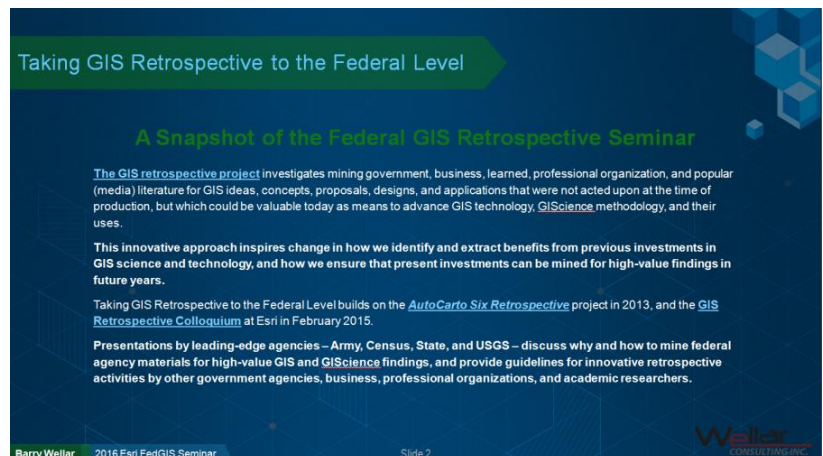 Taking GIS Retrospective to the Federal Level
A Snapshot of the Federal GIS Retrospective Seminar
The GIS retrospective project investigates mining government, business, learned, professional organization, and popular
(media) literature for GIS ideas, concepts, proposals, designs, and applications that were not acted upon at the time of
production, but which could be valuable today as means to advance GIS technology, GIScience methodology, and their
uses.
This innovative approach inspires change in how we identify and extract benefits from previous investments in
GIS science and technology, and how we ensure that present investments can be mined for high-value findings in
future years.
Taking GIS Retrospective to the Federal Level builds on the AutoCarto Six Retrospective project in 2013, and the GIS
Retrospective Colloquium at Esri in February 2015.
Presentations by leading-edge agencies – Army, Census, State, and USGS – discuss why and how to mine federal
agency materials for high-value GIS and GIScience findings, and provide guidelines for innovative retrospective
activities by other government agencies, business, professional organizations, and academic researchers.
Wellar
CONSULTING INC.
Barry Wellar 2016 Esri FedGIS Seminar Slide 2